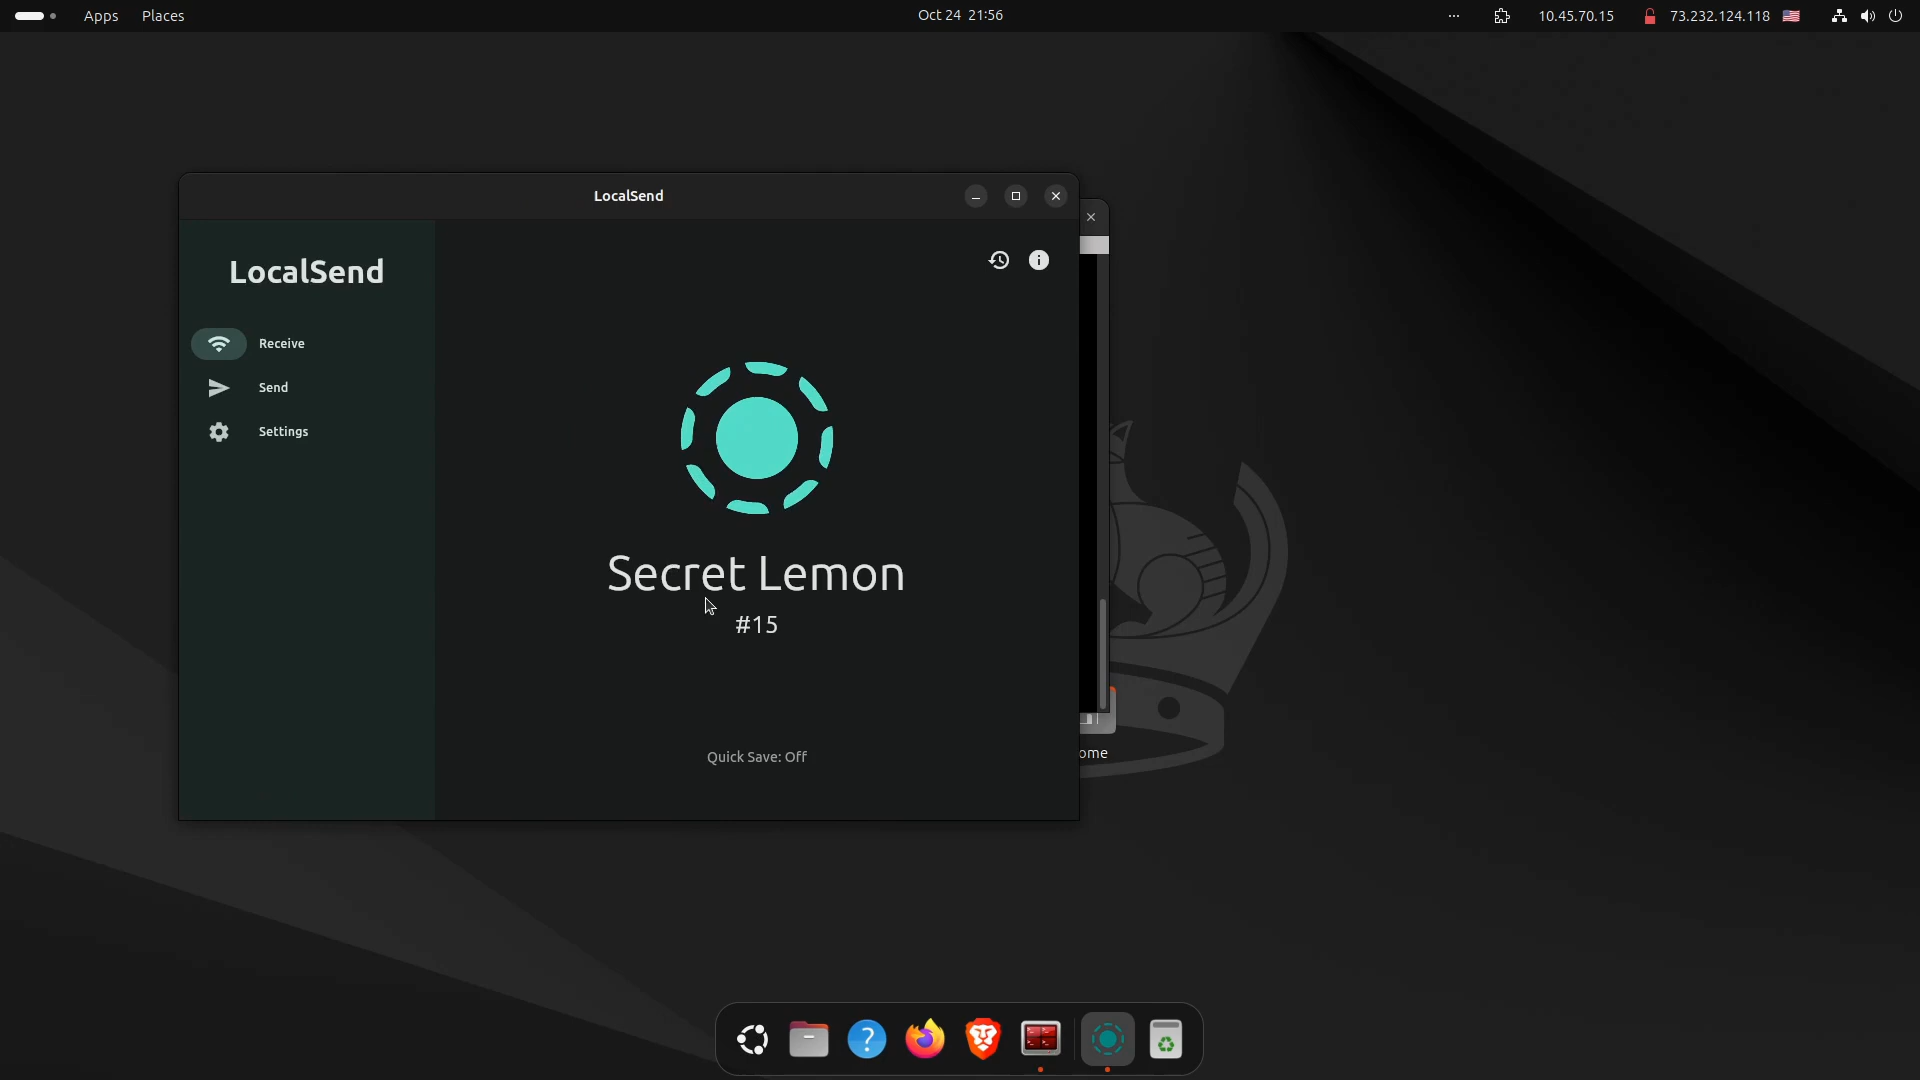 Apps
Places
Oct 24 21:56
10.45.70.15
73.232.124.118
LocalSend
LocalSend
Receive
Send
Settings
Secret Lemon
#15
Quick Save: Off
ome